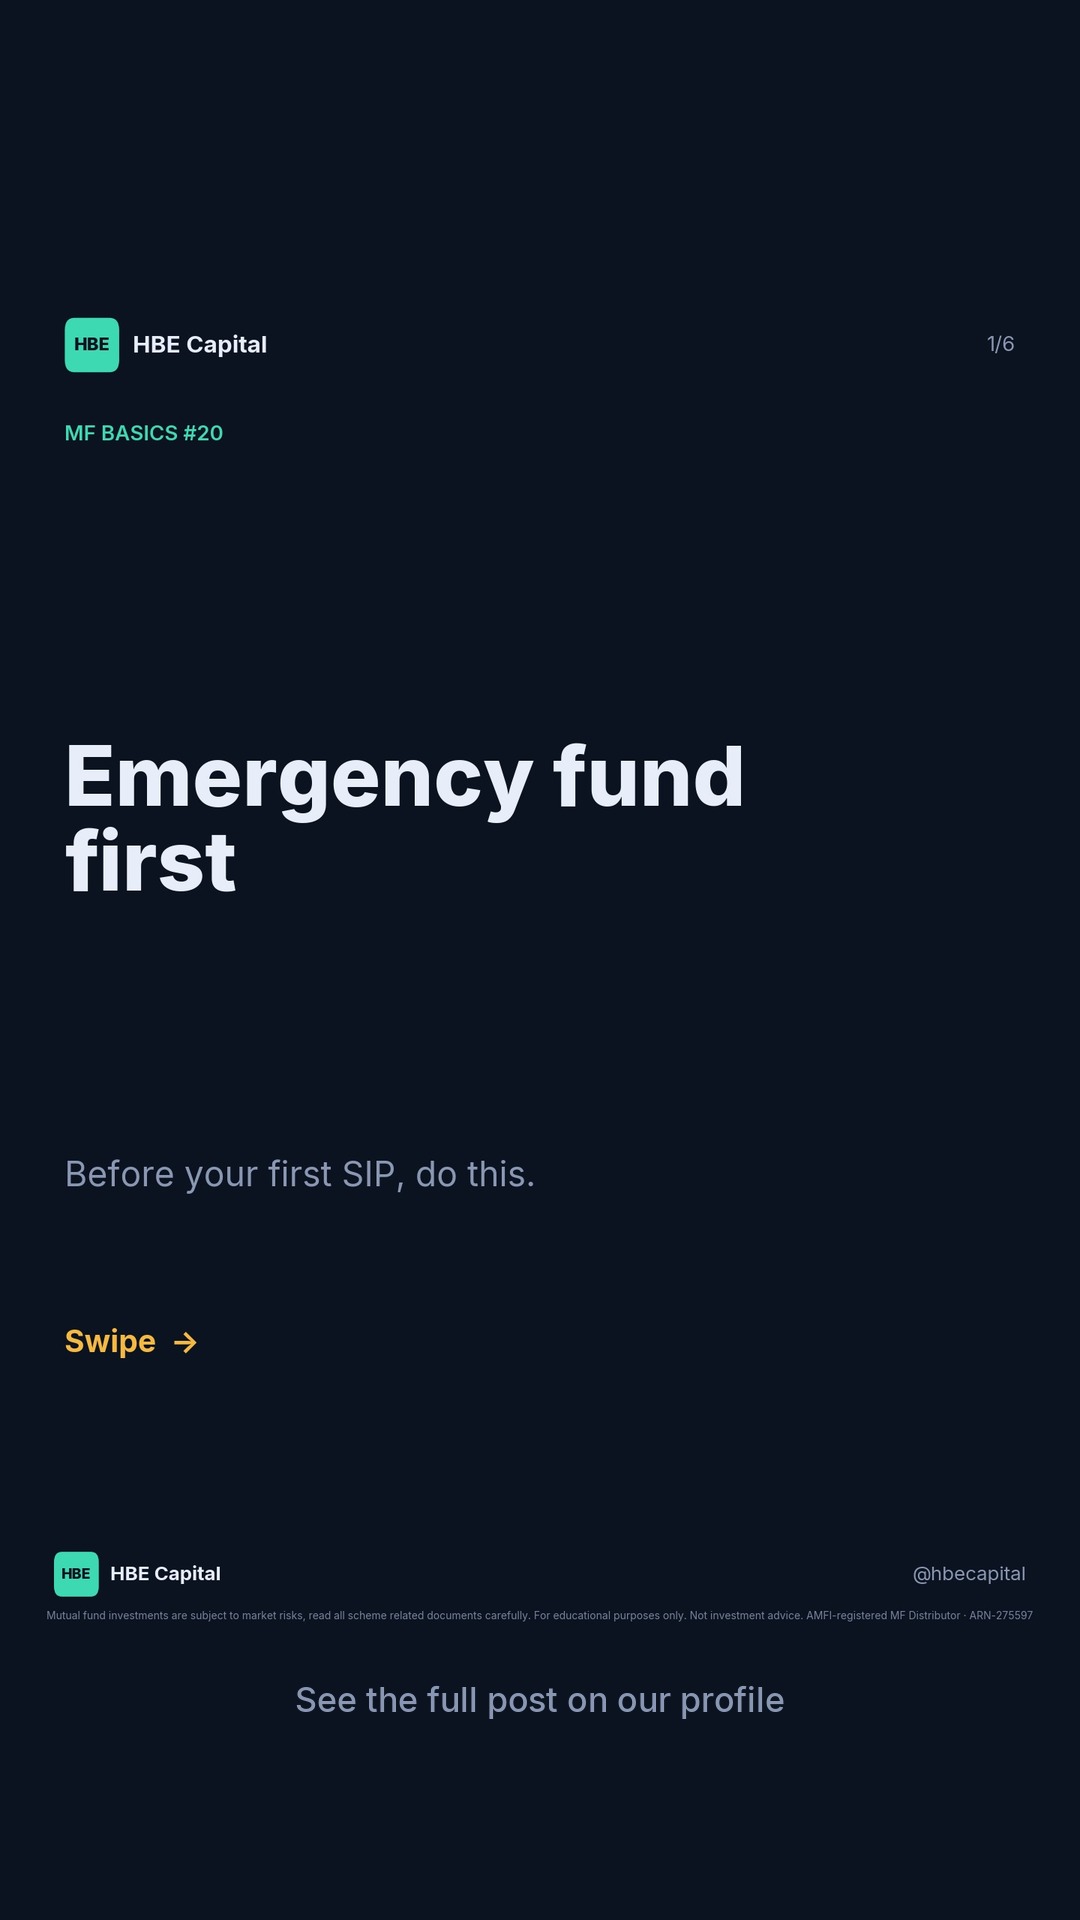 HBE HBE Capital 1/6
MF BASICS #20
Emergency fund
first
Before your first SIP, do this.
Swipe →
HBE HBE Capital @hbecapital
Mutual fund investments are subject to market risks, read all scheme related documents carefully. For educational purposes only. Not investment advice. AMFI-registered MF Distributor · ARN-275597
See the full post on our profile